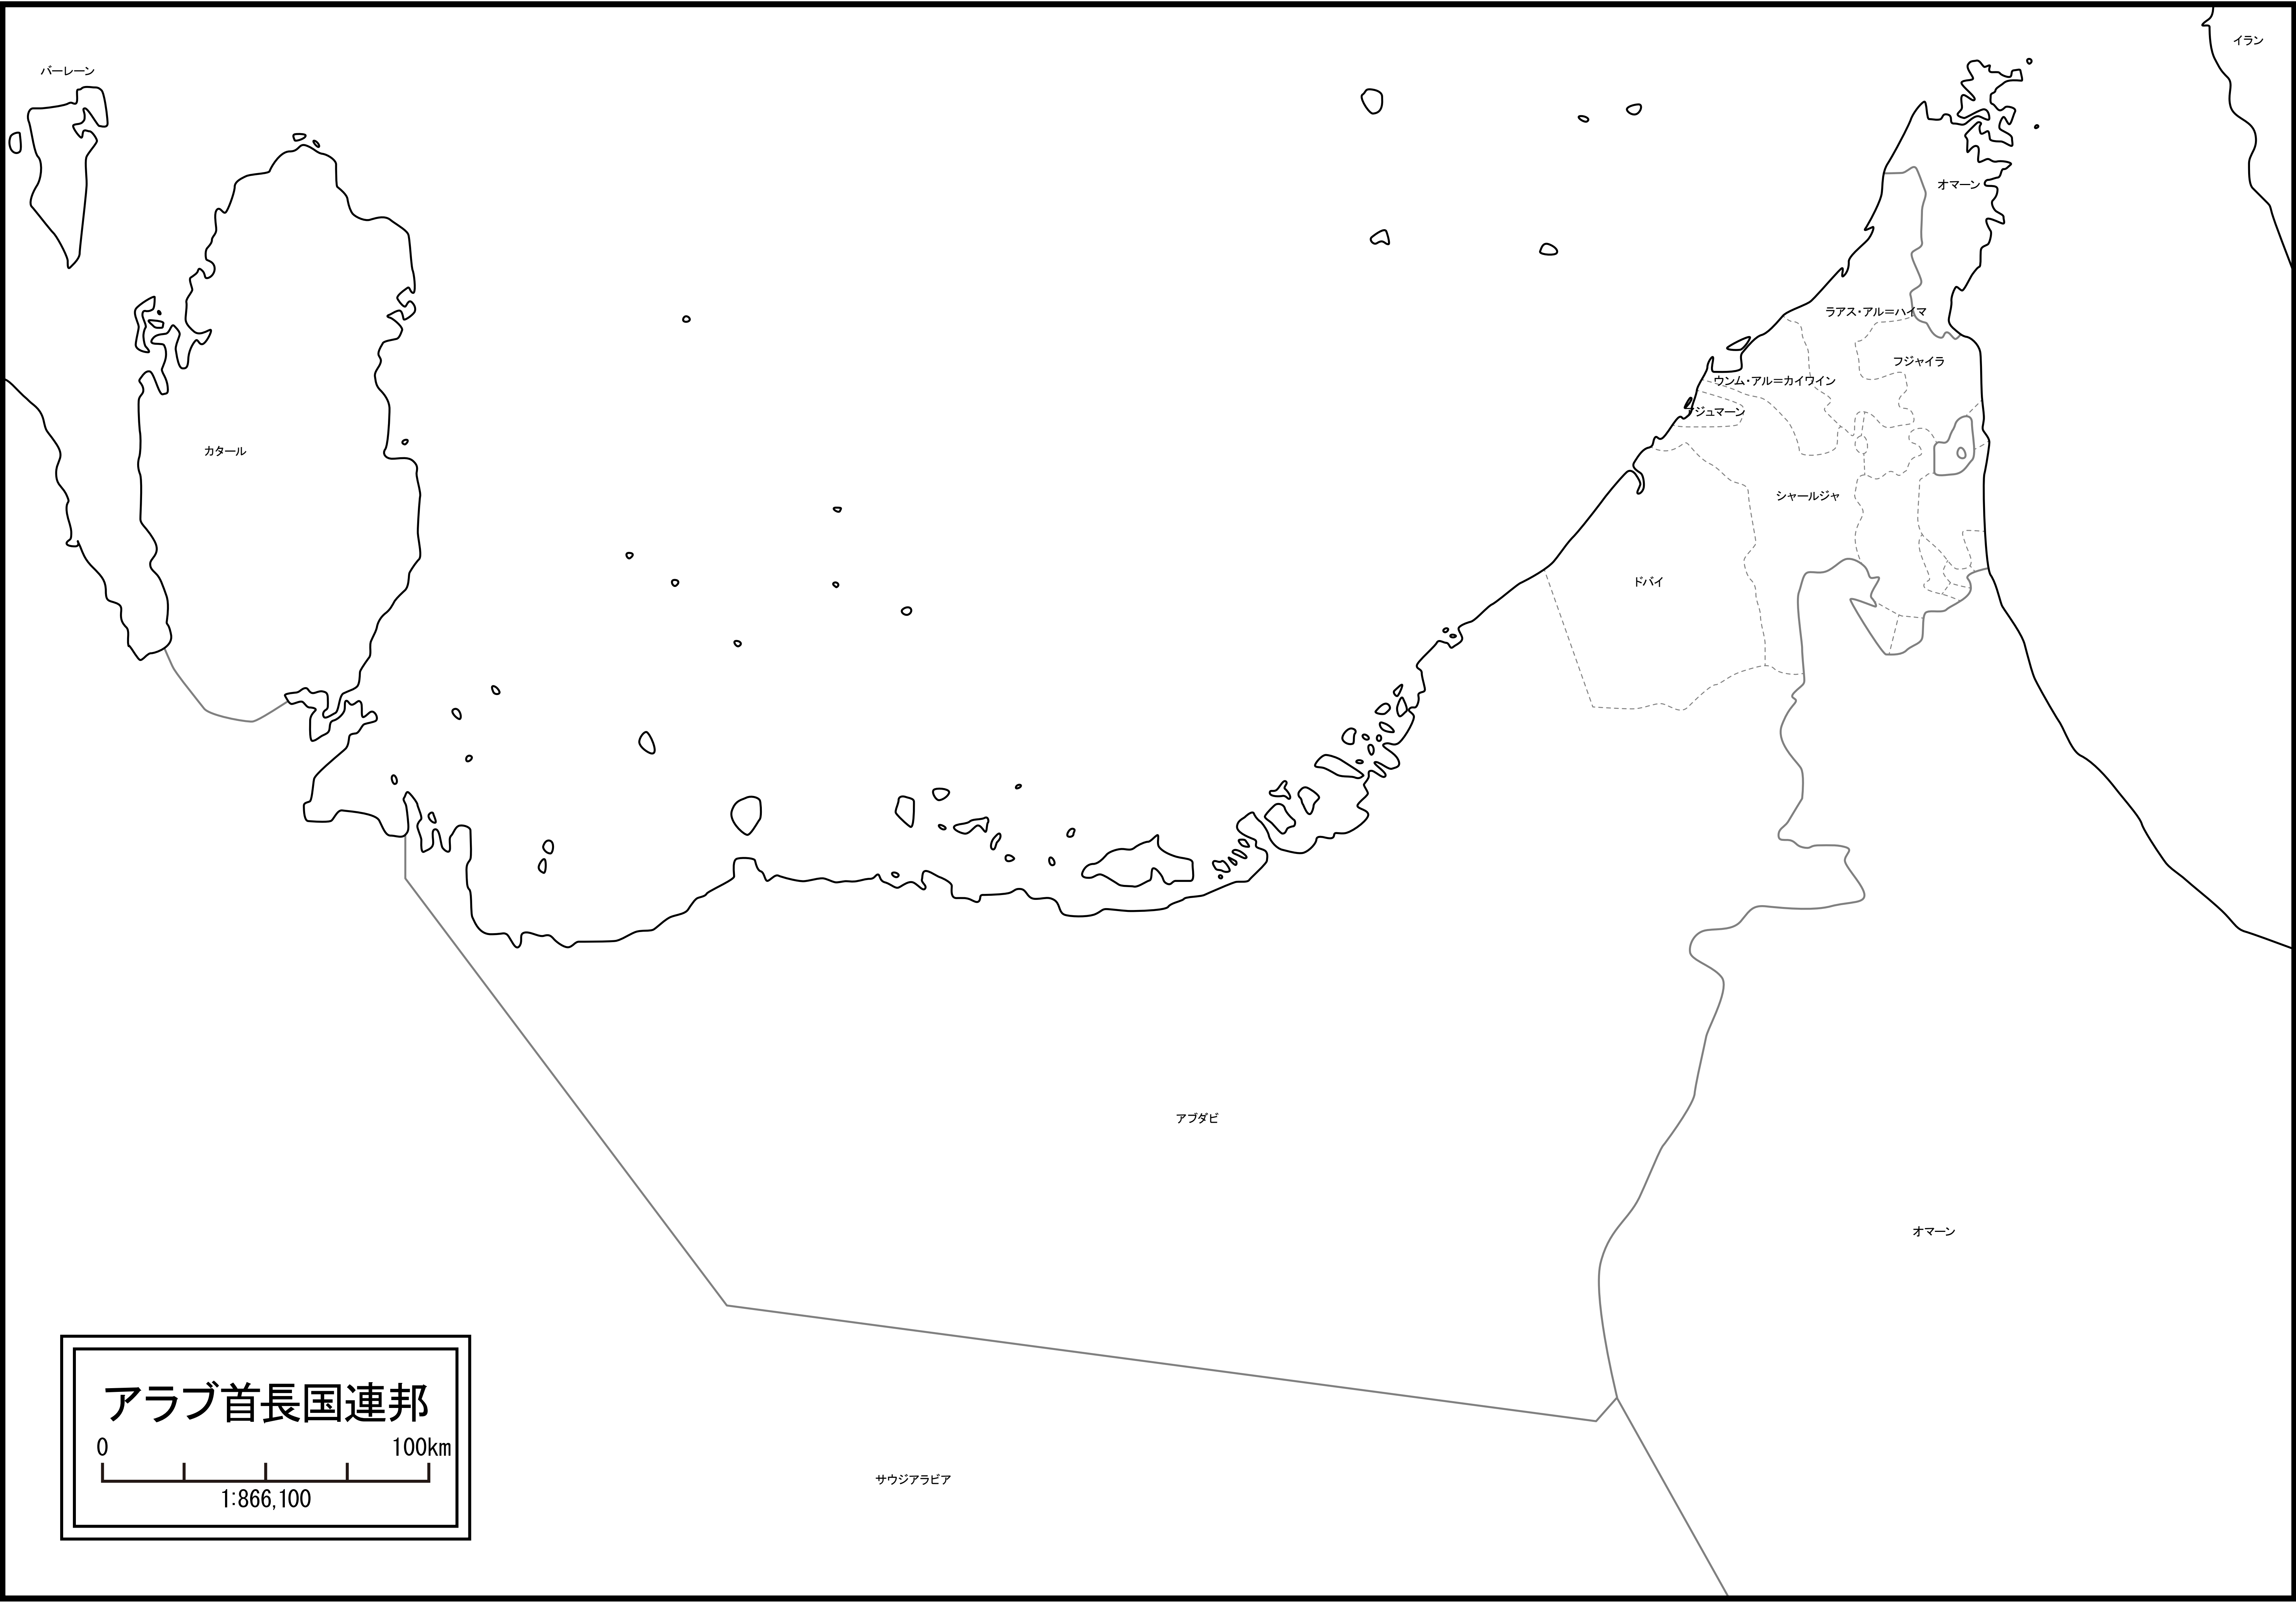 バーレーン
イラン
オマーン
ラアス・アル＝ハイマ
フジャイラ
ウンム・アル＝カイワイン
アジュマーン
カタール
シャールジャ
ドバイ
アブダビ
オマーン
サウジアラビア
アラブ首長国連邦
0 100km
1:866,100